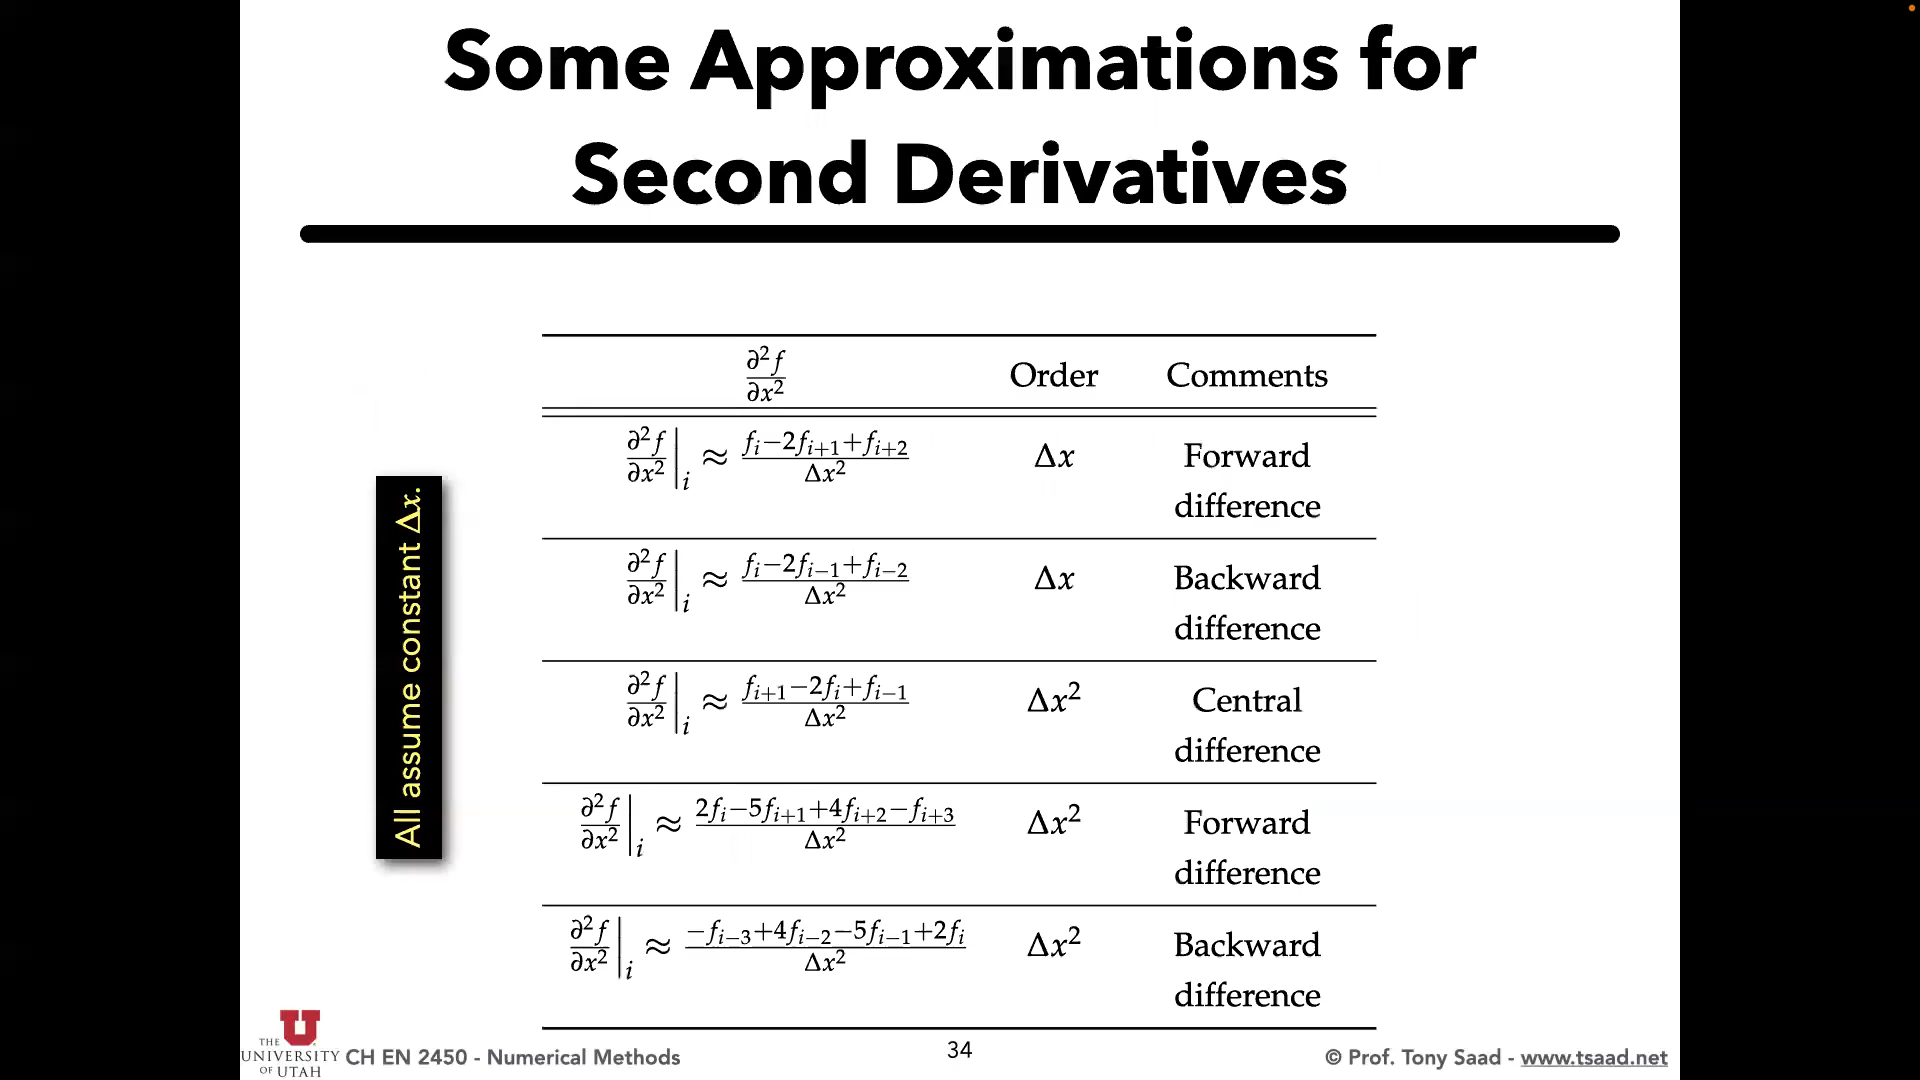 Some Approximations for
Second Derivatives
All assume constant Δx.
∂²f/∂x² Order Comments
∂²f/∂x²|ᵢ ≈ (fᵢ−2fᵢ₊₁+fᵢ₊₂)/Δx² Δx Forward
difference
∂²f/∂x²|ᵢ ≈ (fᵢ−2fᵢ₋₁+fᵢ₋₂)/Δx² Δx Backward
difference
∂²f/∂x²|ᵢ ≈ (fᵢ₊₁−2fᵢ+fᵢ₋₁)/Δx² Δx² Central
difference
∂²f/∂x²|ᵢ ≈ (2fᵢ−5fᵢ₊₁+4fᵢ₊₂−fᵢ₊₃)/Δx² Δx² Forward
difference
∂²f/∂x²|ᵢ ≈ (−fᵢ₋₃+4fᵢ₋₂−5fᵢ₋₁+2fᵢ)/Δx² Δx² Backward
difference
THE
UNIVERSITY
OF UTAH
CH EN 2450 - Numerical Methods
34
© Prof. Tony Saad - www.tsaad.net